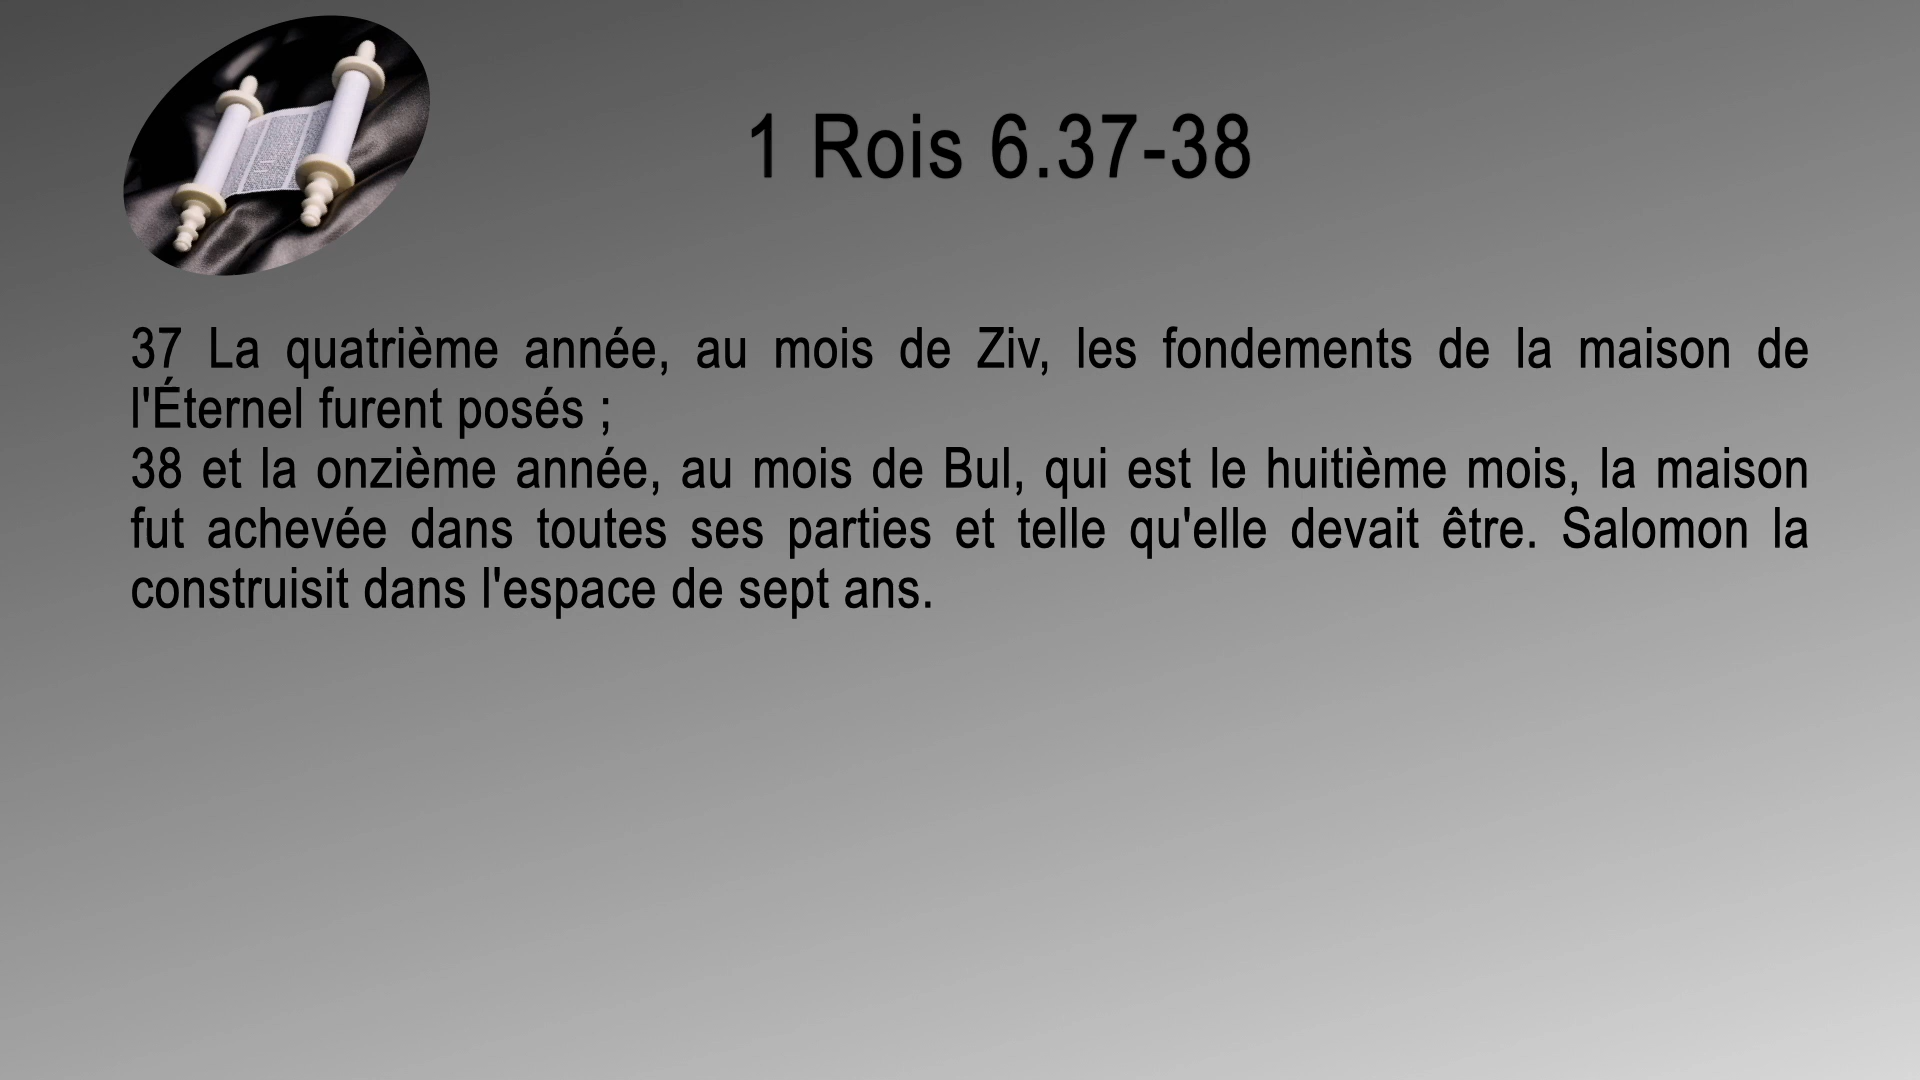 1 Rois 6.37-38
37 La quatrième année, au mois de Ziv, les fondements de la maison de
l'Éternel furent posés ;
38 et la onzième année, au mois de Bul, qui est le huitième mois, la maison
fut achevée dans toutes ses parties et telle qu'elle devait être. Salomon la
construisit dans l'espace de sept ans.